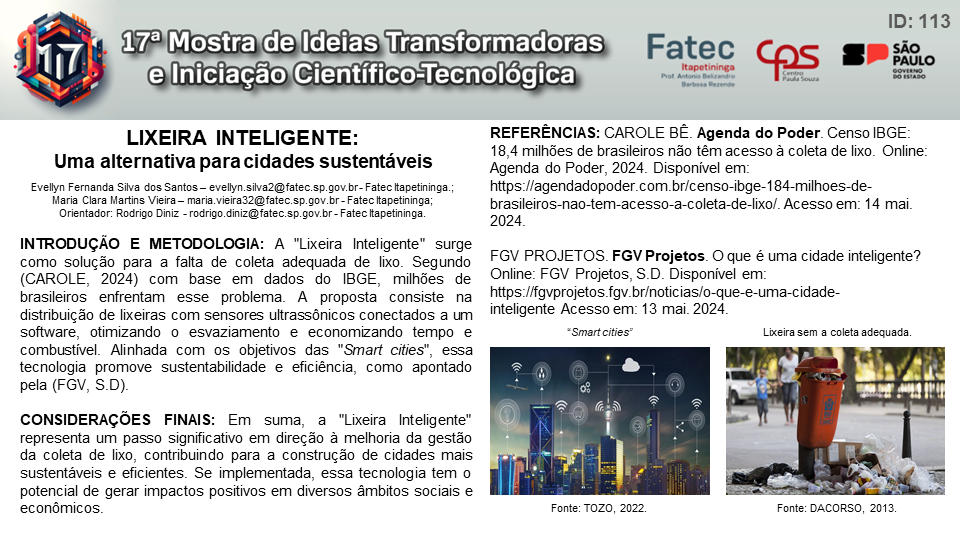 ID: 113
M17
17ª Mostra de Ideias Transformadoras
e Iniciação Científico-Tecnológica
Fatec
Itapetininga
Prof. Antonio Belizandro
Barbosa Rezende
CPS
Centro
Paula Souza
SP
SÃO PAULO
GOVERNO
DO ESTADO
LIXEIRA INTELIGENTE:
Uma alternativa para cidades sustentáveis
Evellyn Fernanda Silva dos Santos – evellyn.silva2@fatec.sp.gov.br - Fatec Itapetininga.;
Maria Clara Martins Vieira – maria.vieira32@fatec.sp.gov.br - Fatec Itapetininga;
Orientador: Rodrigo Diniz - rodrigo.diniz@fatec.sp.gov.br - Fatec Itapetininga.
INTRODUÇÃO E METODOLOGIA: A "Lixeira Inteligente" surge
como solução para a falta de coleta adequada de lixo. Segundo
(CAROLE, 2024) com base em dados do IBGE, milhões de
brasileiros enfrentam esse problema. A proposta consiste na
distribuição de lixeiras com sensores ultrassônicos conectados a um
software, otimizando o esvaziamento e economizando tempo e
combustível. Alinhada com os objetivos das "Smart cities", essa
tecnologia promove sustentabilidade e eficiência, como apontado
pela (FGV, S.D).
CONSIDERAÇÕES FINAIS: Em suma, a "Lixeira Inteligente"
representa um passo significativo em direção à melhoria da gestão
da coleta de lixo, contribuindo para a construção de cidades mais
sustentáveis e eficientes. Se implementada, essa tecnologia tem o
potencial de gerar impactos positivos em diversos âmbitos sociais e
econômicos.
REFERÊNCIAS: CAROLE BÊ. Agenda do Poder. Censo IBGE:
18,4 milhões de brasileiros não têm acesso à coleta de lixo. Online:
Agenda do Poder, 2024. Disponível em:
https://agendadopoder.com.br/censo-ibge-184-milhoes-de-
brasileiros-nao-tem-acesso-a-coleta-de-lixo/. Acesso em: 14 mai.
2024.
FGV PROJETOS. FGV Projetos. O que é uma cidade inteligente?
Online: FGV Projetos, S.D. Disponível em:
https://fgvprojetos.fgv.br/noticias/o-que-e-uma-cidade-
inteligente Acesso em: 13 mai. 2024.
“Smart cities”
Lixeira sem a coleta adequada.
Fonte: TOZO, 2022.
Fonte: DACORSO, 2013.